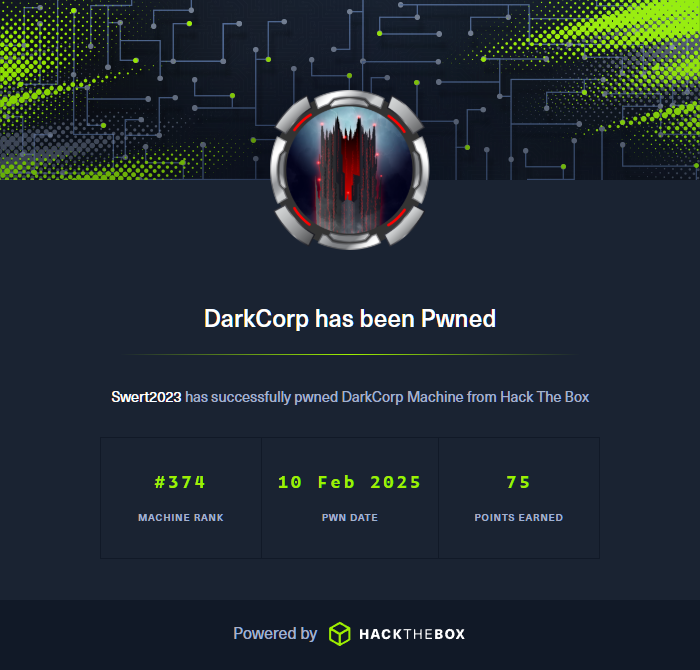 DarkCorp has been Pwned
Swert2023 has successfully pwned DarkCorp Machine from Hack The Box
#374
MACHINE RANK
10 Feb 2025
PWN DATE
75
POINTS EARNED
Powered by HACKTHEBOX